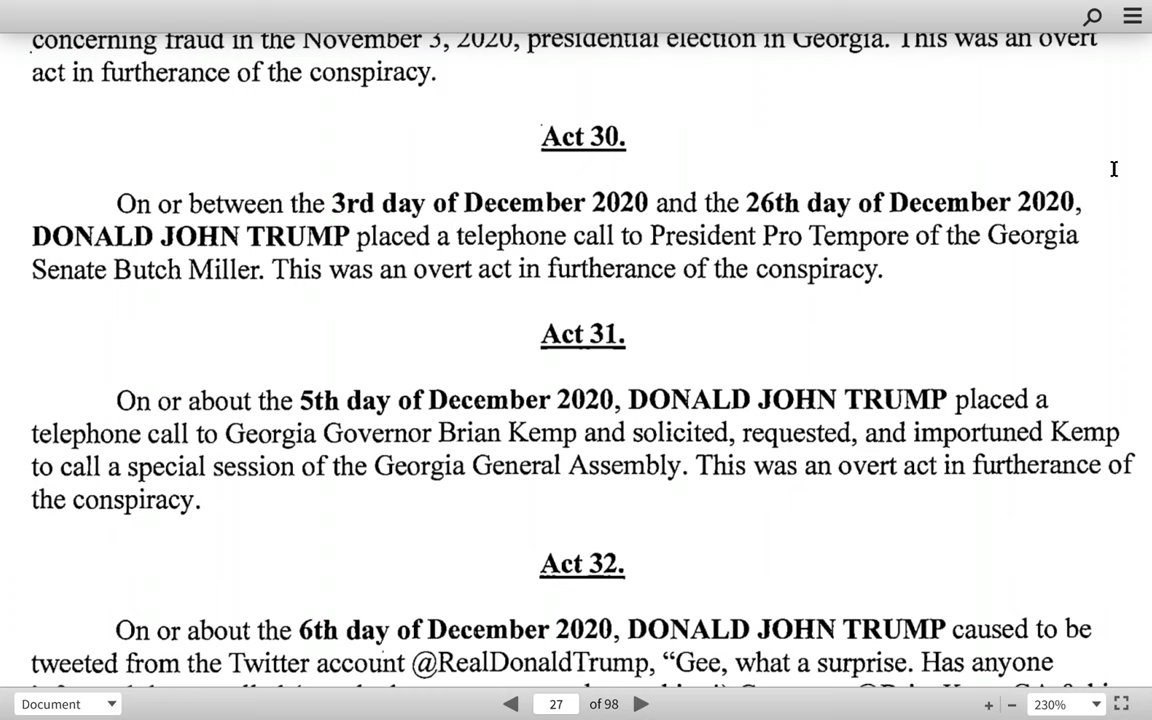 concerning fraud in the November 3, 2020, presidential election in Georgia. This was an overt
act in furtherance of the conspiracy.
Act 30.
On or between the 3rd day of December 2020 and the 26th day of December 2020,
DONALD JOHN TRUMP placed a telephone call to President Pro Tempore of the Georgia
Senate Butch Miller. This was an overt act in furtherance of the conspiracy.
Act 31.
On or about the 5th day of December 2020, DONALD JOHN TRUMP placed a
telephone call to Georgia Governor Brian Kemp and solicited, requested, and importuned Kemp
to call a special session of the Georgia General Assembly. This was an overt act in furtherance of
the conspiracy.
Act 32.
On or about the 6th day of December 2020, DONALD JOHN TRUMP caused to be
tweeted from the Twitter account @RealDonaldTrump, “Gee, what a surprise. Has anyone
Document 27 of 98 + − 230%